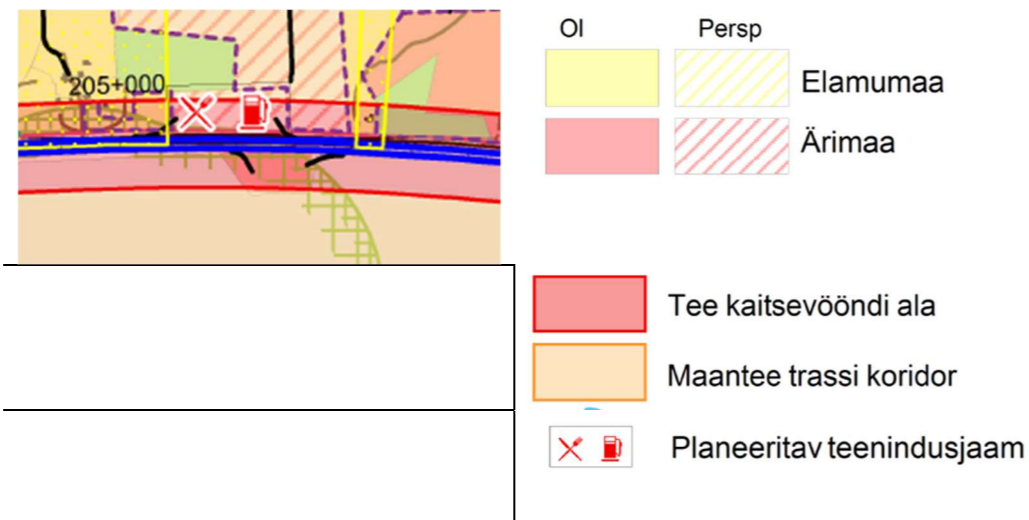 Ol Persp
Elamumaa
Ärimaa
205+000
Tee kaitsevööndi ala
Maantee trassi koridor
Planeeritav teenindusjaam